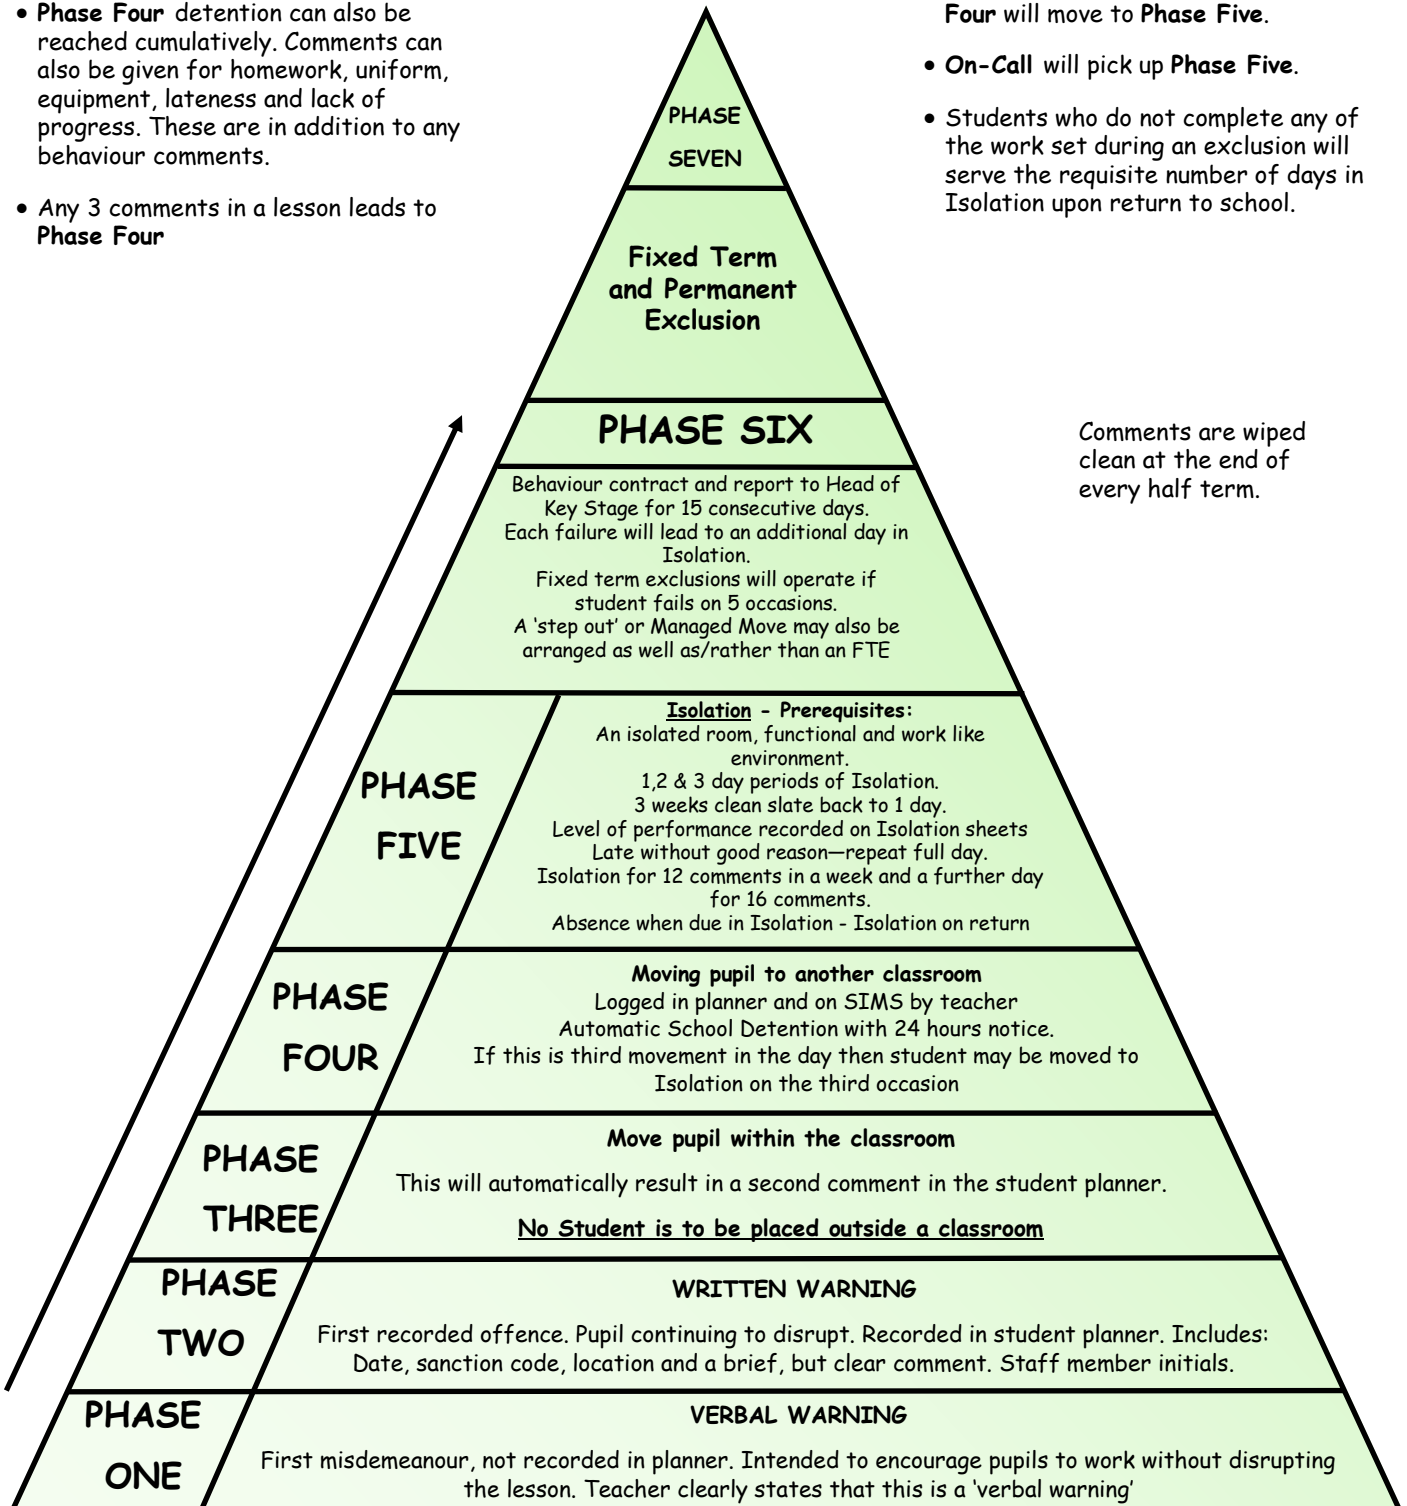 • Phase Four detention can also be
reached cumulatively. Comments can
also be given for homework, uniform,
equipment, lateness and lack of
progress. These are in addition to any
behaviour comments.
• Any 3 comments in a lesson leads to
Phase Four
Four will move to Phase Five.
• On-Call will pick up Phase Five.
• Students who do not complete any of
the work set during an exclusion will
serve the requisite number of days in
Isolation upon return to school.
PHASE
SEVEN
Fixed Term
and Permanent
Exclusion
Comments are wiped
clean at the end of
every half term.
PHASE SIX
Behaviour contract and report to Head of
Key Stage for 15 consecutive days.
Each failure will lead to an additional day in
Isolation.
Fixed term exclusions will operate if
student fails on 5 occasions.
A ‘step out’ or Managed Move may also be
arranged as well as/rather than an FTE
PHASE
FIVE
Isolation - Prerequisites:
An isolated room, functional and work like
environment.
1,2 & 3 day periods of Isolation.
3 weeks clean slate back to 1 day.
Level of performance recorded on Isolation sheets
Late without good reason—repeat full day.
Isolation for 12 comments in a week and a further day
for 16 comments.
Absence when due in Isolation - Isolation on return
PHASE
FOUR
Moving pupil to another classroom
Logged in planner and on SIMS by teacher
Automatic School Detention with 24 hours notice.
If this is third movement in the day then student may be moved to
Isolation on the third occasion
PHASE
THREE
Move pupil within the classroom
This will automatically result in a second comment in the student planner.
No Student is to be placed outside a classroom
PHASE
TWO
WRITTEN WARNING
First recorded offence. Pupil continuing to disrupt. Recorded in student planner. Includes:
Date, sanction code, location and a brief, but clear comment. Staff member initials.
PHASE
ONE
VERBAL WARNING
First misdemeanour, not recorded in planner. Intended to encourage pupils to work without disrupting
the lesson. Teacher clearly states that this is a ‘verbal warning’